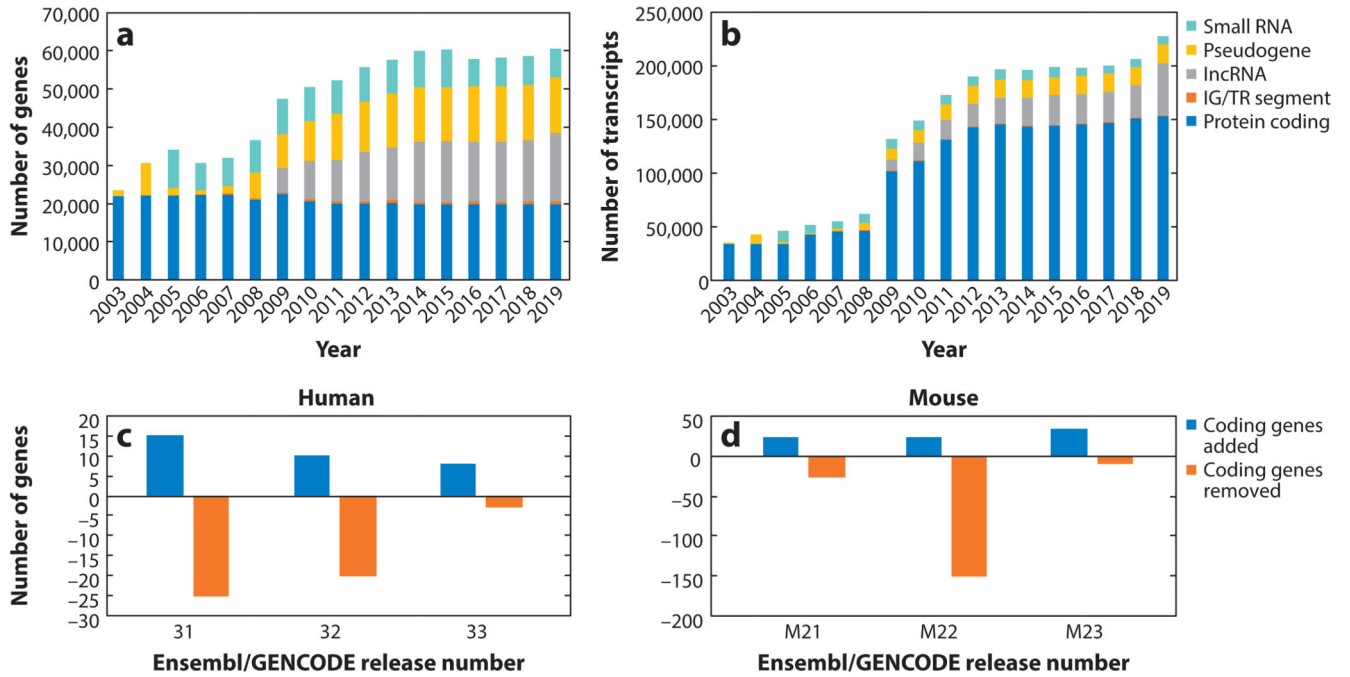 a
Number of genes
70,000
60,000
50,000
40,000
30,000
20,000
10,000
0
2003
2004
2005
2006
2007
2008
2009
2010
2011
2012
2013
2014
2015
2016
2017
2018
2019
Year
b
Number of transcripts
250,000
200,000
150,000
100,000
50,000
0
2003
2004
2005
2006
2007
2008
2009
2010
2011
2012
2013
2014
2015
2016
2017
2018
2019
Year
Small RNA
Pseudogene
lncRNA
IG/TR segment
Protein coding
Human
c
Number of genes
20
15
10
5
0
−5
−10
−15
−20
−25
−30
31
32
33
Ensembl/GENCODE release number
Mouse
d
50
0
−50
−100
−150
−200
M21
M22
M23
Ensembl/GENCODE release number
Coding genes
added
Coding genes
removed